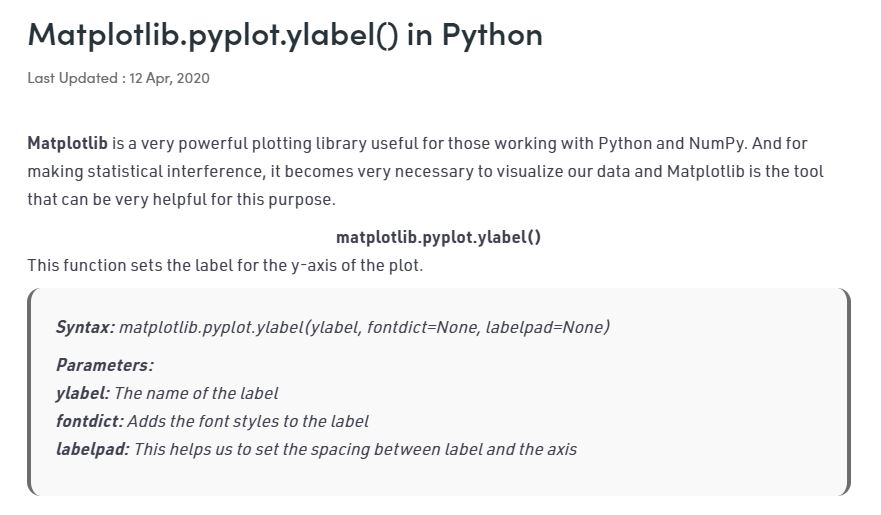 Matplotlib.pyplot.ylabel() in Python
Last Updated : 12 Apr, 2020
Matplotlib is a very powerful plotting library useful for those working with Python and NumPy. And for
making statistical interference, it becomes very necessary to visualize our data and Matplotlib is the tool
that can be very helpful for this purpose.
matplotlib.pyplot.ylabel()
This function sets the label for the y-axis of the plot.
Syntax: matplotlib.pyplot.ylabel(ylabel, fontdict=None, labelpad=None)
Parameters:
ylabel: The name of the label
fontdict: Adds the font styles to the label
labelpad: This helps us to set the spacing between label and the axis